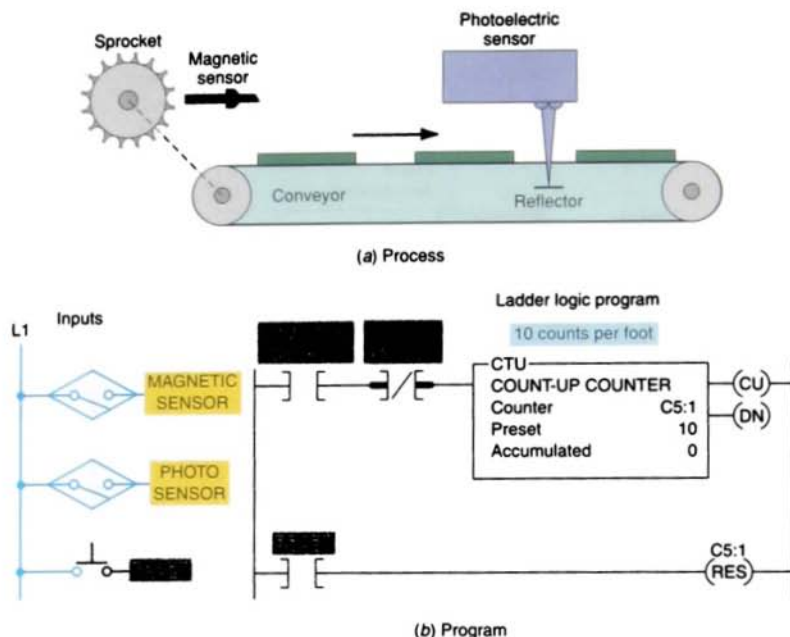 Sprocket
Magnetic
sensor
Photoelectric
sensor
Conveyor
Reflector
(a) Process
L1
Inputs
MAGNETIC
SENSOR
PHOTO
SENSOR
Ladder logic program
10 counts per foot
CTU
COUNT-UP COUNTER
Counter C5:1
Preset 10
Accumulated 0
CU
DN
C5:1
RES
(b) Program